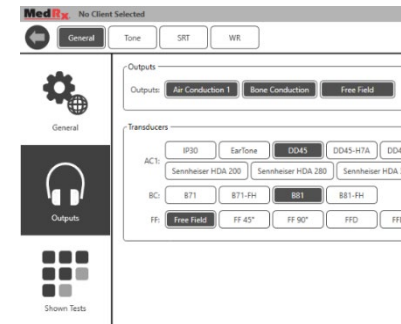 MedRx No Client Selected
General Tone SRT WR
Outputs
Outputs: Air Conduction 1 Bone Conduction Free Field
General
Transducers
AC1: IP30 EarTone DD45 DD45-H7A
Sennheiser HDA 200 Sennheiser HDA 280 Sennheiser HDA
BC: B71 B71-FH B81 B81-FH
Outputs
FF: Free Field FF 45° FF 90° FFD
Shown Tests